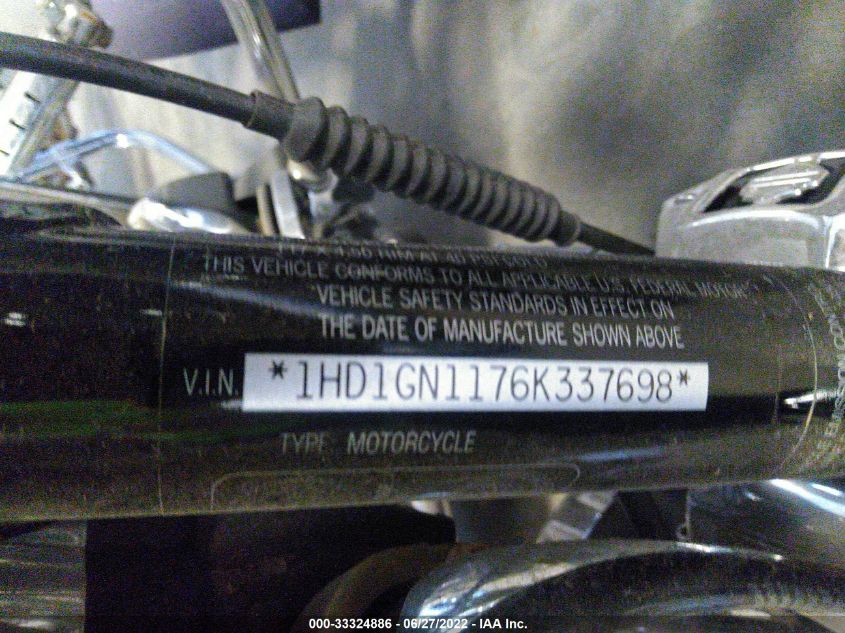 THIS VEHICLE CONFORMS TO ALL APPLICABLE U.S. FEDERAL MOTOR
VEHICLE SAFETY STANDARDS IN EFFECT ON
THE DATE OF MANUFACTURE SHOWN ABOVE
V.I.N. *1HD1GN1176K337698*
TYPE MOTORCYCLE
000-33324886 - 06/27/2022 - IAA Inc.